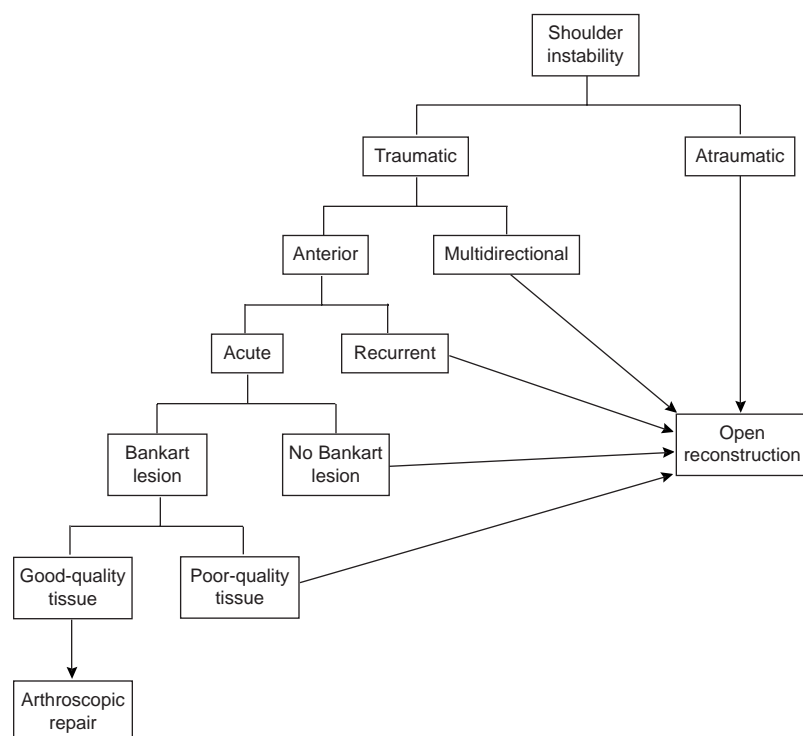 Shoulder
instability
Traumatic
Atraumatic
Anterior
Multidirectional
Acute
Recurrent
Open
reconstruction
Bankart
lesion
No Bankart
lesion
Good-quality
tissue
Poor-quality
tissue
Arthroscopic
repair